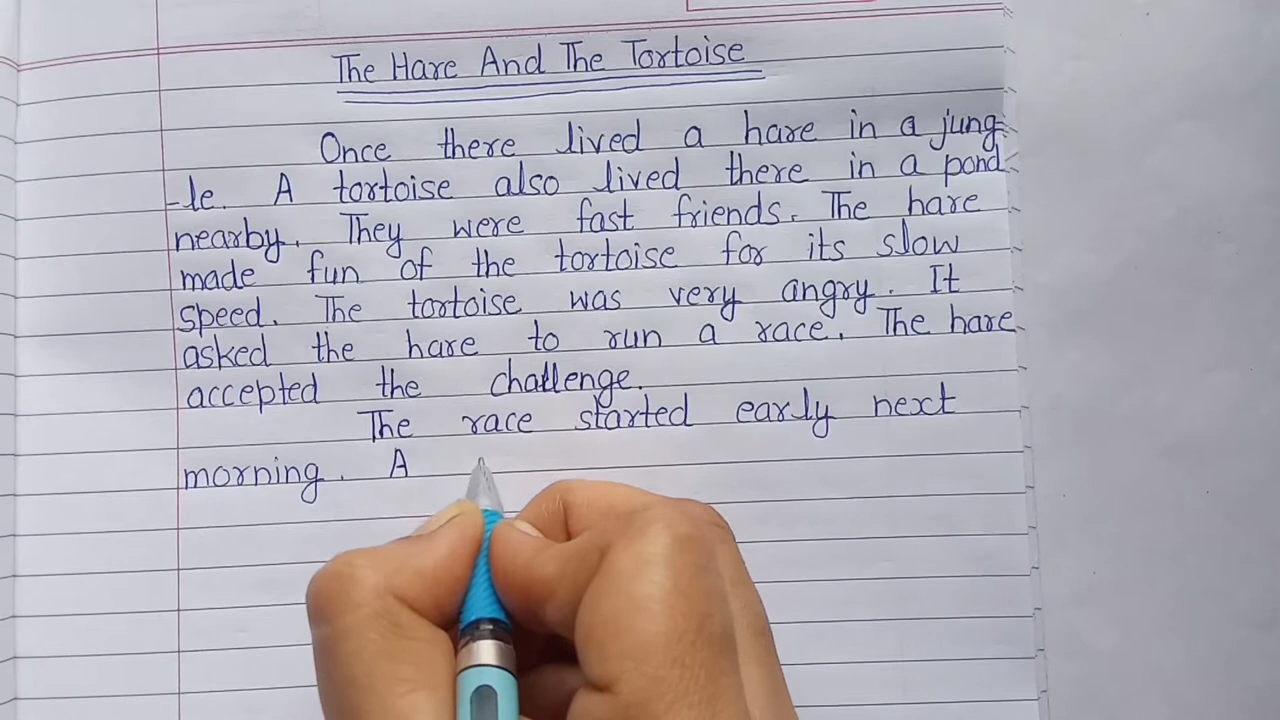 The Hare And The Tortoise
Once there lived a hare in a jung
-le. A tortoise also lived there in a pond
nearby. They were fast friends. The hare
made fun of the tortoise for its slow
speed. The tortoise was very angry. It
asked the hare to run a race. The hare
accepted the challenge.
The race started early next
morning. A